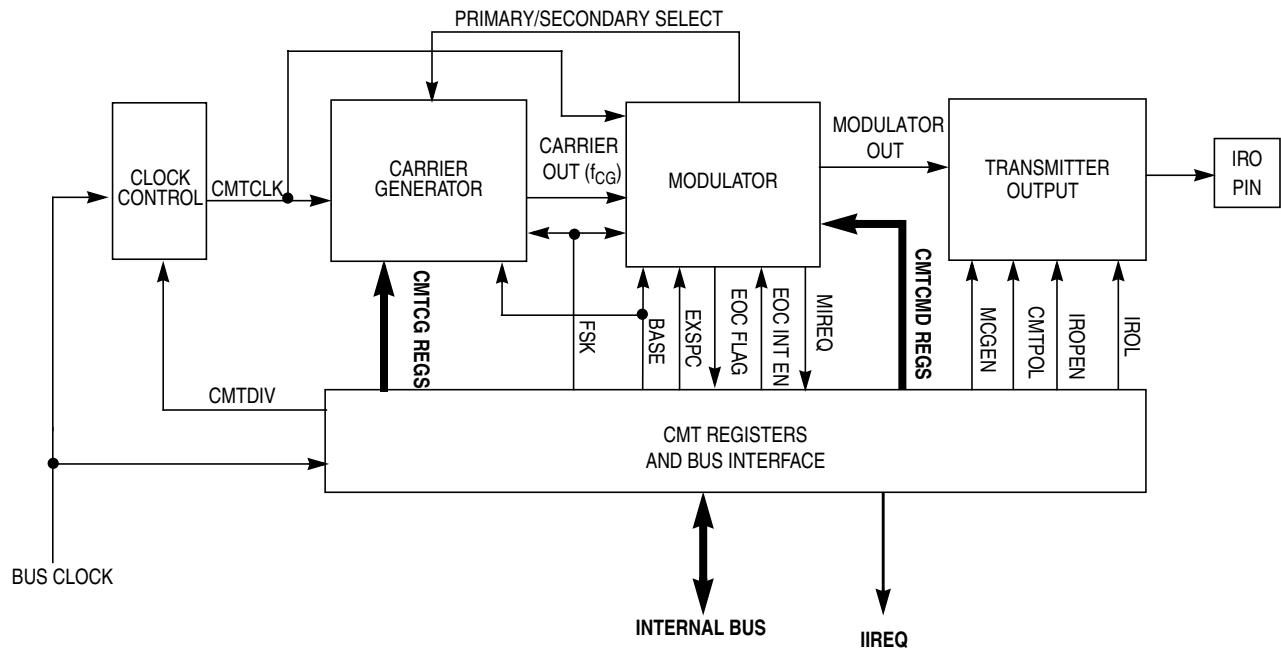 PRIMARY/SECONDARY SELECT
CLOCK
CONTROL
CMTCLK
CARRIER
GENERATOR
CARRIER
OUT (fCG)
MODULATOR
MODULATOR
OUT
TRANSMITTER
OUTPUT
IRO
PIN
CMTCG REGS
FSK
BASE
EXSPC
EOC FLAG
EOC INT EN
MIREQ
CMTCMD REGS
MCGEN
CMTPOL
IROPEN
IROL
CMTDIV
CMT REGISTERS
AND BUS INTERFACE
BUS CLOCK
INTERNAL BUS
IIREQ